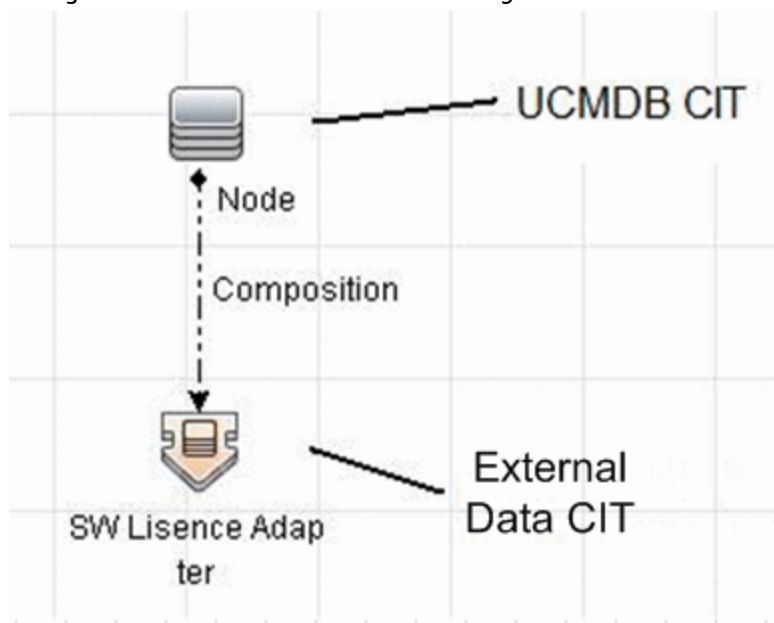 UCMDB CIT
Node
Composition
External
Data CIT
SW Lisence Adap
ter